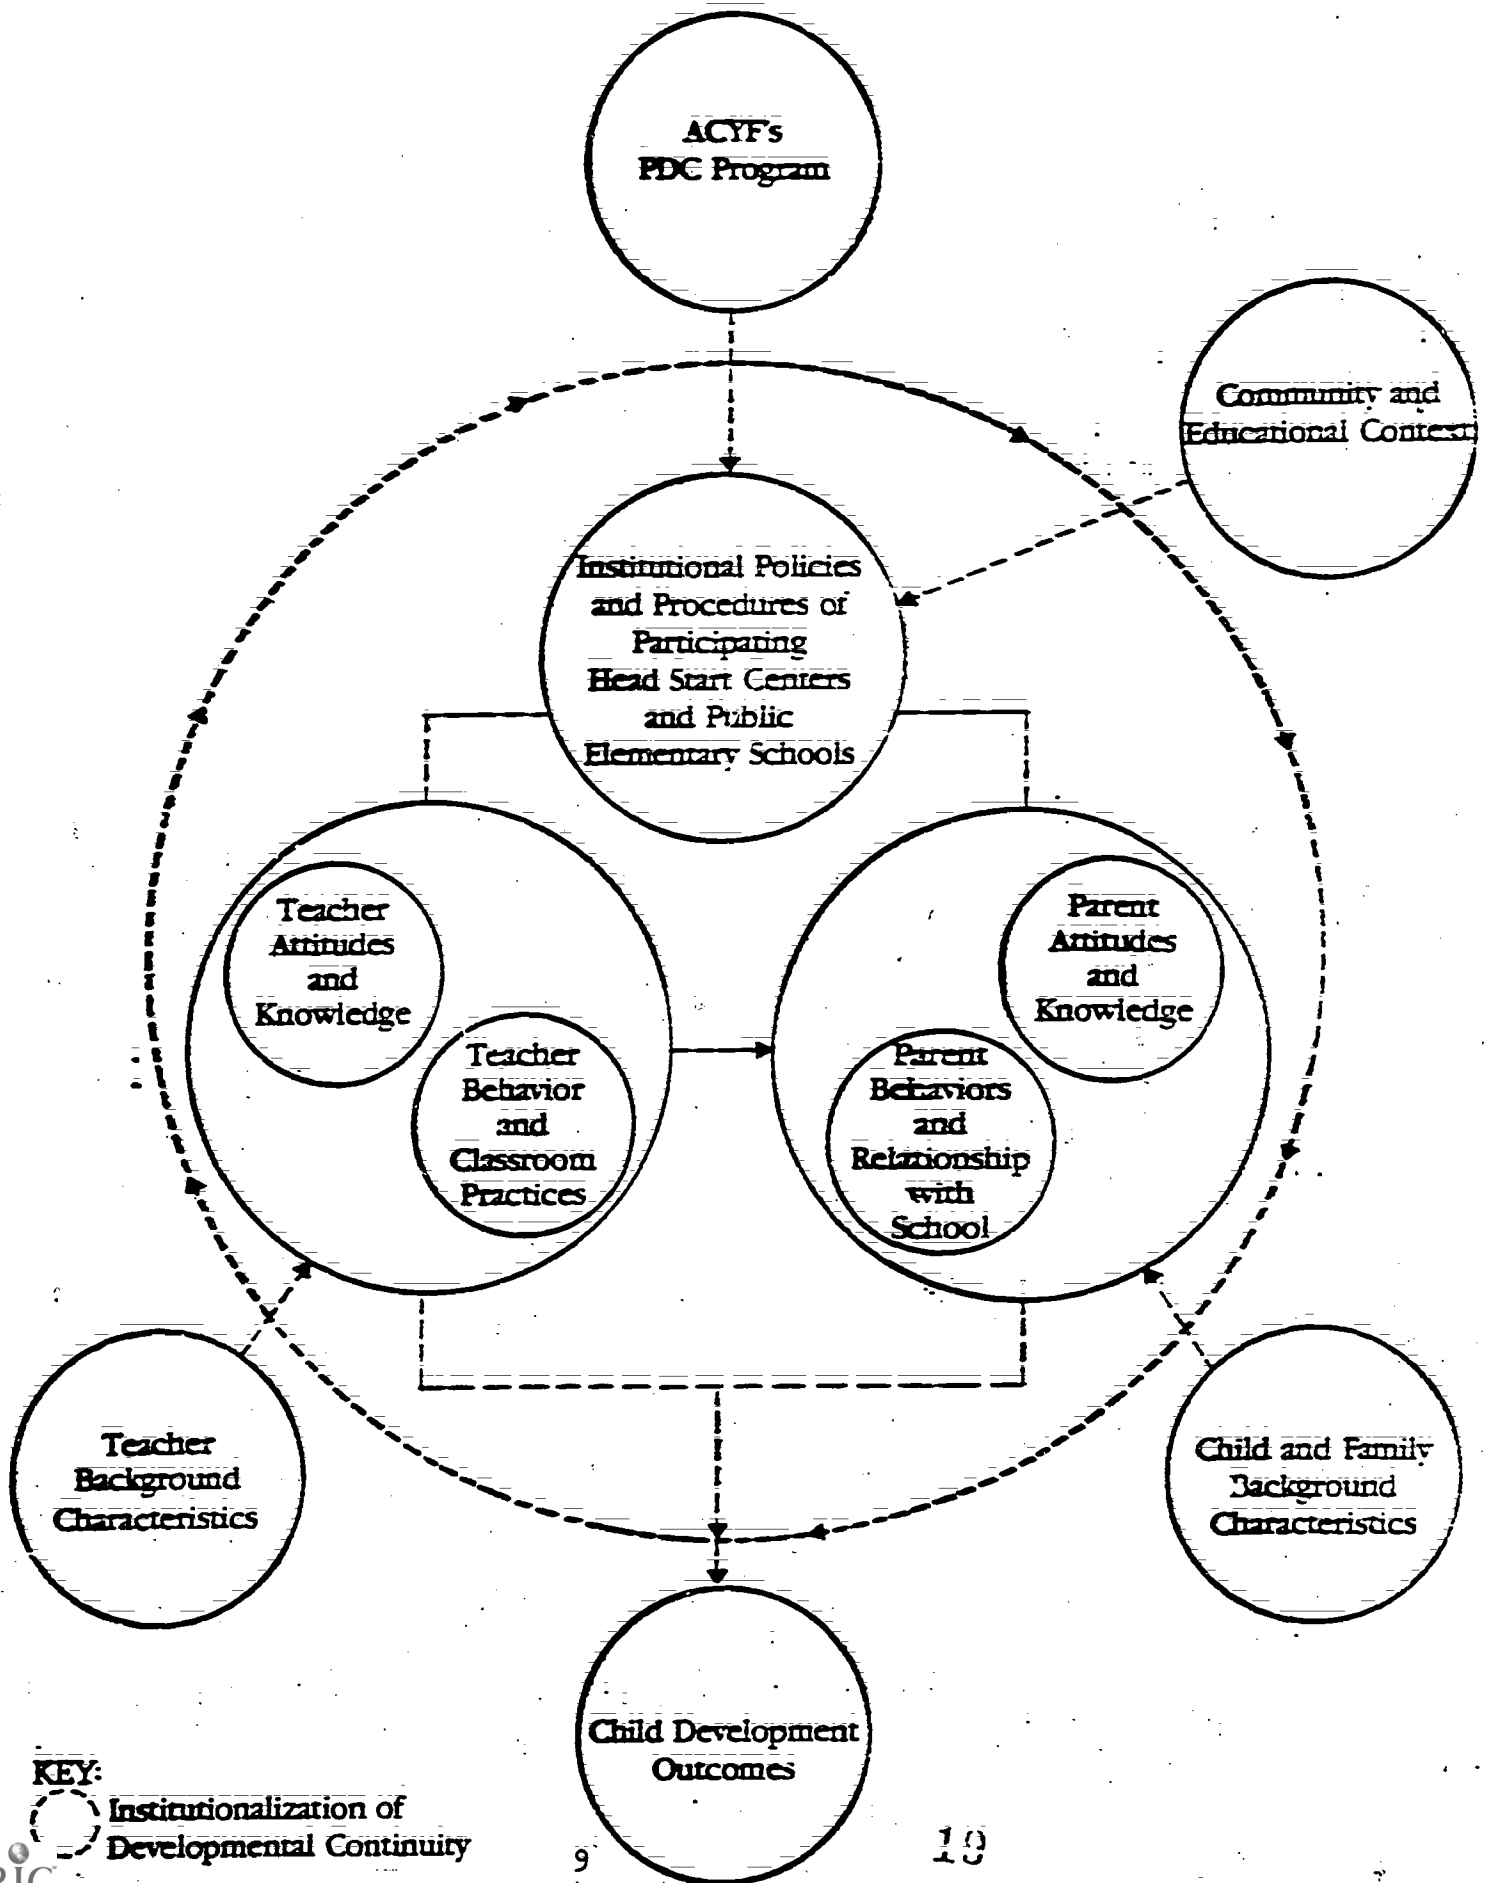 ACYF's
PDC Program
Community and
Educational Context
Institutional Policies
and Procedures of
Participating
Head Start Centers
and Public
Elementary Schools
Teacher
Attitudes
and
Knowledge
Parent
Attitudes
and
Knowledge
Teacher
Behavior
and
Classroom
Practices
Parent
Behaviors
and
Relationship
with
School
Teacher
Background
Characteristics
Child and Family
Background
Characteristics
Child Development
Outcomes
KEY:
Institutionalization of
Developmental Continuity
9
10